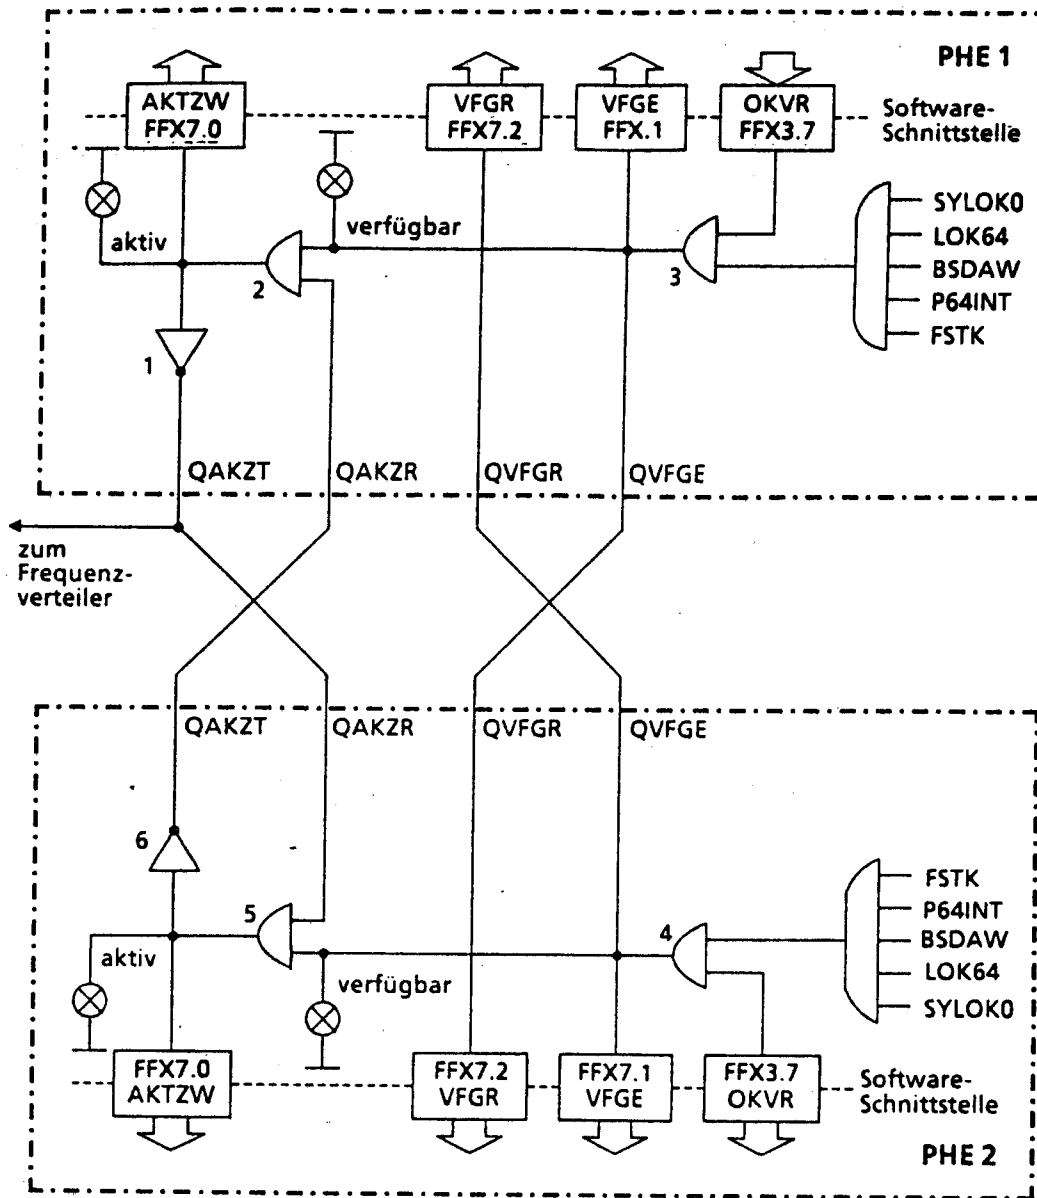 PHE 1
AKTZW
FFX7.0
VFGR
FFX7.2
VFGE
FFX.1
OKVR
FFX3.7
Software-
Schnittstelle
aktiv
verfügbar
SYLOK0
LOK64
BSDAW
P64INT
FSTK
2
3
1
QAKZT
QAKZR
QVFGR
QVFGE
zum
Frequenz-
verteiler
QAKZT
QAKZR
QVFGR
QVFGE
6
5
4
FSTK
P64INT
BSDAW
LOK64
SYLOK0
aktiv
verfügbar
FFX7.0
AKTZW
FFX7.2
VFGR
FFX7.1
VFGE
FFX3.7
OKVR
Software-
Schnittstelle
PHE 2